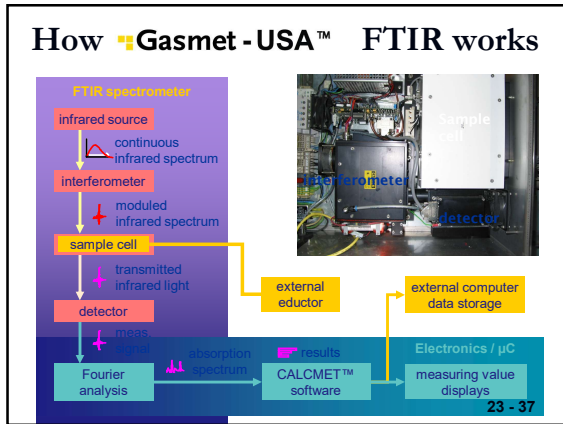 How Gasmet - USA™ FTIR works
FTIR spectrometer
infrared source
continuous
infrared spectrum
interferometer
moduled
infrared spectrum
sample cell
transmitted
infrared light
detector
meas.
signal
Fourier
analysis
absorption
spectrum
external
eductor
results
CALCMET™
software
external computer
data storage
Electronics / µC
measuring value
displays
Sample
cell
interferometer
detector
23 - 37